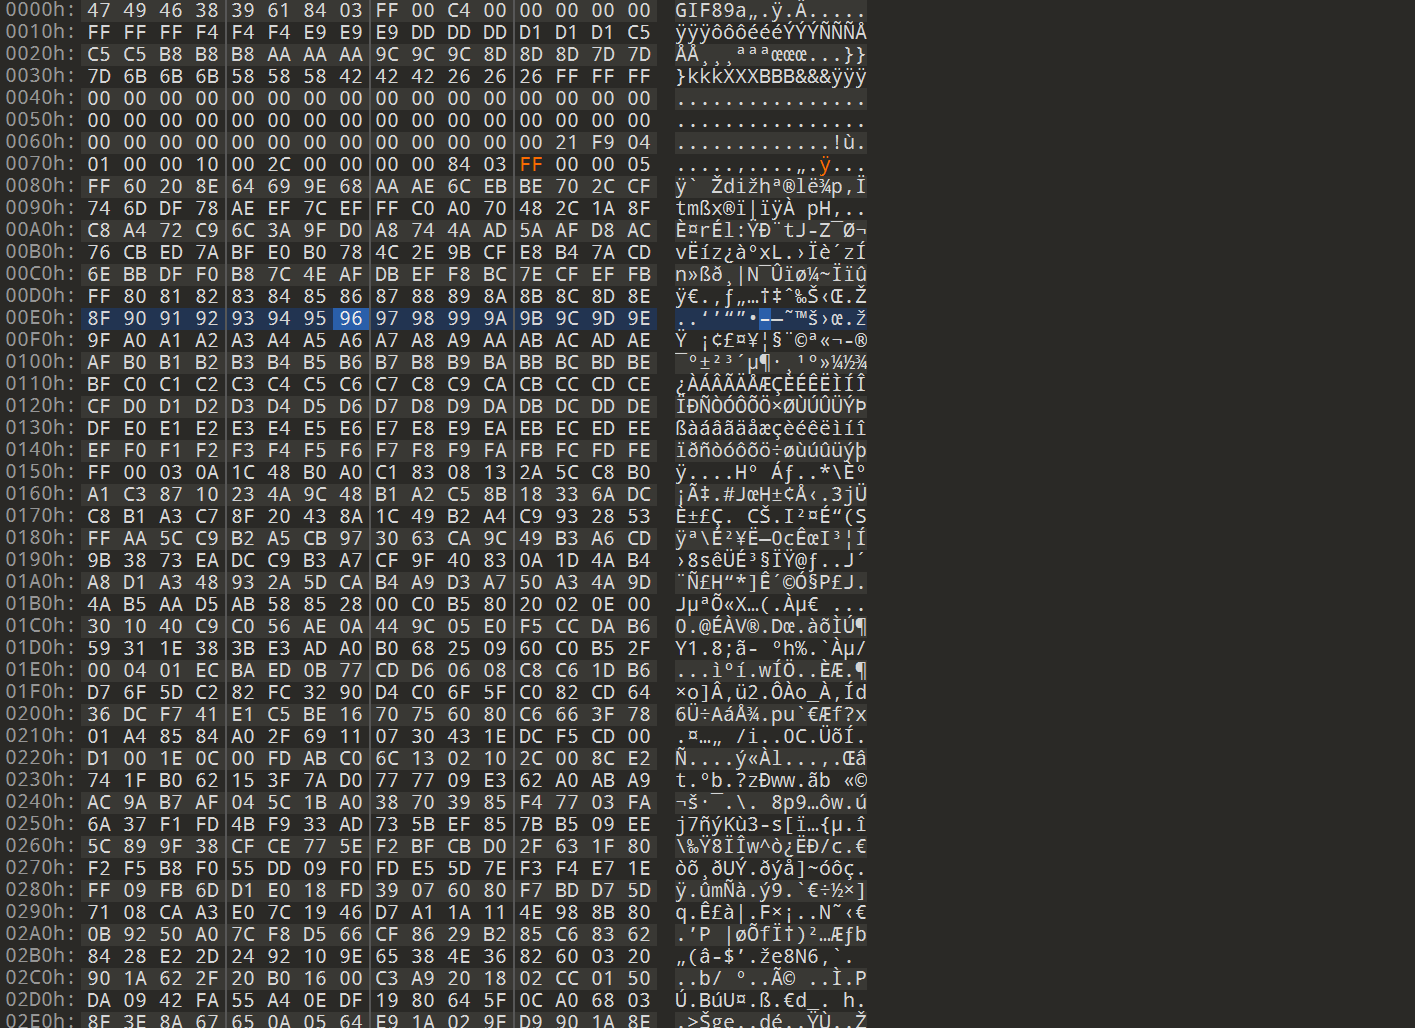 0000h: 47 49 46 38 39 61 84 03 FF 00 C4 00 00 00 00 00 GIF89a„.ÿ.Ä.....
0010h: FF FF FF F4 F4 F4 E9 E9 E9 DD DD DD D1 D1 D1 C5 ÿÿÿôôôéééÝÝÝÑÑÑÅ
0020h: C5 C5 B8 B8 B8 AA AA AA 9C 9C 9C 8D 8D 8D 7D 7D ÅÅ¸¸¸ªªªœœœ...}}
0030h: 7D 6B 6B 6B 58 58 58 42 42 42 26 26 26 FF FF FF }kkkXXXBBB&&&ÿÿÿ
0040h: 00 00 00 00 00 00 00 00 00 00 00 00 00 00 00 00 ................
0050h: 00 00 00 00 00 00 00 00 00 00 00 00 00 00 00 00 ................
0060h: 00 00 00 00 00 00 00 00 00 00 00 00 00 21 F9 04 .............!ù.
0070h: 01 00 00 10 00 2C 00 00 00 00 84 03 FF 00 00 05 .....,....„.ÿ...
0080h: FF 60 20 8E 64 69 9E 68 AA AE 6C EB BE 70 2C CF ÿ` Ždižhª®lë¾p,Ï
0090h: 74 6D DF 78 AE EF 7C EF FF C0 A0 70 48 2C 1A 8F tmßx®ï|ïÿÀ pH,..
00A0h: C8 A4 72 C9 6C 3A 9F D0 A8 74 4A AD 5A AF D8 AC È¤rÉl:ŸÐ¨tJ-Z¯Ø¬
00B0h: 76 CB ED 7A BF E0 B0 78 4C 2E 9B CF E8 B4 7A CD vËíz¿à°xL.›Ïè´zÍ
00C0h: 6E BB DF F0 B8 7C 4E AF DB EF F8 BC 7E CF EF FB n»ßð¸|N¯Ûïø¼~Ïïû
00D0h: FF 80 81 82 83 84 85 86 87 88 89 8A 8B 8C 8D 8E ÿ€.‚ƒ„…†‡ˆ‰Š‹Œ.Ž
00E0h: 8F 90 91 92 93 94 95 96 97 98 99 9A 9B 9C 9D 9E ..‘’“”•–—˜™š›œ.ž
00F0h: 9F A0 A1 A2 A3 A4 A5 A6 A7 A8 A9 AA AB AC AD AE Ÿ ¡¢£¤¥¦§¨©ª«¬-®
0100h: AF B0 B1 B2 B3 B4 B5 B6 B7 B8 B9 BA BB BC BD BE ¯°±²³´µ¶·¸¹º»¼½¾
0110h: BF C0 C1 C2 C3 C4 C5 C6 C7 C8 C9 CA CB CC CD CE ¿ÀÁÂÃÄÅÆÇÈÉÊËÌÍÎ
0120h: CF D0 D1 D2 D3 D4 D5 D6 D7 D8 D9 DA DB DC DD DE ÏÐÑÒÓÔÕÖ×ØÙÚÛÜÝÞ
0130h: DF E0 E1 E2 E3 E4 E5 E6 E7 E8 E9 EA EB EC ED EE ßàáâãäåæçèéêëìíî
0140h: EF F0 F1 F2 F3 F4 F5 F6 F7 F8 F9 FA FB FC FD FE ïðñòóôõö÷øùúûüýþ
0150h: FF 00 03 0A 1C 48 B0 A0 C1 83 08 13 2A 5C C8 B0 ÿ....H° Áƒ..*\È°
0160h: A1 C3 87 10 23 4A 9C 48 B1 A2 C5 8B 18 33 6A DC ¡Ã‡.#JœH±¢Å‹.3jÜ
0170h: C8 B1 A3 C7 8F 20 43 8A 1C 49 B2 A4 C9 93 28 53 È±£Ç. CŠ.I²¤É“(S
0180h: FF AA 5C C9 B2 A5 CB 97 30 63 CA 9C 49 B3 A6 CD ÿª\É²¥Ë—0cÊœI³¦Í
0190h: 9B 38 73 EA DC C9 B3 A7 CF 9F 40 83 0A 1D 4A B4 ›8sêÜÉ³§ÏŸ@ƒ..J´
01A0h: A8 D1 A3 48 93 2A 5D CA B4 A9 D3 A7 50 A3 4A 9D ¨Ñ£H“*]Ê´©Ó§P£J.
01B0h: 4A B5 AA D5 AB 58 85 28 00 C0 B5 80 20 02 0E 00 JµªÕ«X…(.Àµ€ ...
01C0h: 30 10 40 C9 C0 56 AE 0A 44 9C 05 E0 F5 CC DA B6 0.@ÉÀV®.Dœ.àõÌÚ¶
01D0h: 59 31 1E 38 3B E3 AD A0 B0 68 25 09 60 C0 B5 2F Y1.8;ã- °h%.`Àµ/
01E0h: 00 04 01 EC BA ED 0B 77 CD D6 06 08 C8 C6 1D B6 ...ìºí.wÍÖ..ÈÆ.¶
01F0h: D7 6F 5D C2 82 FC 32 90 D4 C0 6F 5F C0 82 CD 64 ×o]Â‚ü2.ÔÀo_À‚Íd
0200h: 36 DC F7 41 E1 C5 BE 16 70 75 60 80 C6 66 3F 78 6Ü÷AáÅ¾.pu`€Æf?x
0210h: 01 A4 85 84 A0 2F 69 11 07 30 43 1E DC F5 CD 00 .¤…„ /i..0C.ÜõÍ.
0220h: D1 00 1E 0C 00 FD AB C0 6C 13 02 10 2C 00 8C E2 Ñ....ý«Àl...,.Œâ
0230h: 74 1F B0 62 15 3F 7A D0 77 77 09 E3 62 A0 AB A9 t.°b.?zÐww.ãb «©
0240h: AC 9A B7 AF 04 5C 1B A0 38 70 39 85 F4 77 03 FA ¬š·¯.\. 8p9…ôw.ú
0250h: 6A 37 F1 FD 4B F9 33 AD 73 5B EF 85 7B B5 09 EE j7ñýKù3-s[ï…{µ.î
0260h: 5C 89 9F 38 CF CE 77 5E F2 BF CB D0 2F 63 1F 80 \‰Ÿ8ÏÎw^ò¿ËÐ/c.€
0270h: F2 F5 B8 F0 55 DD 09 F0 FD E5 5D 7E F3 F4 E7 1E òõ¸ðUÝ.ðýå]~óôç.
0280h: FF 09 FB 6D D1 E0 18 FD 39 07 60 80 F7 BD D7 5D ÿ.ûmÑà.ý9.`€÷½×]
0290h: 71 08 CA A3 E0 7C 19 46 D7 A1 1A 11 4E 98 8B 80 q.Ê£à|.F×¡..N˜‹€
02A0h: 0B 92 50 A0 7C F8 D5 66 CF 86 29 B2 85 C6 83 62 .’P |øÕfÏ†)²…Æƒb
02B0h: 84 28 E2 2D 24 92 10 9E 65 38 4E 36 82 60 03 20 „(â-$’.že8N6‚`.
02C0h: 90 1A 62 2F 20 B0 16 00 C3 A9 20 18 02 CC 01 50 ..b/ °..Ã© ..Ì.P
02D0h: DA 09 42 FA 55 A4 0E DF 19 80 64 5F 0C A0 68 03 Ú.BúU¤.ß.€d_. h.
02E0h: 8E 3E 8A 67 65 0A 05 64 E9 1A 02 9F D9 90 1A 8E .>Šge..dé..ŸÙ..Ž